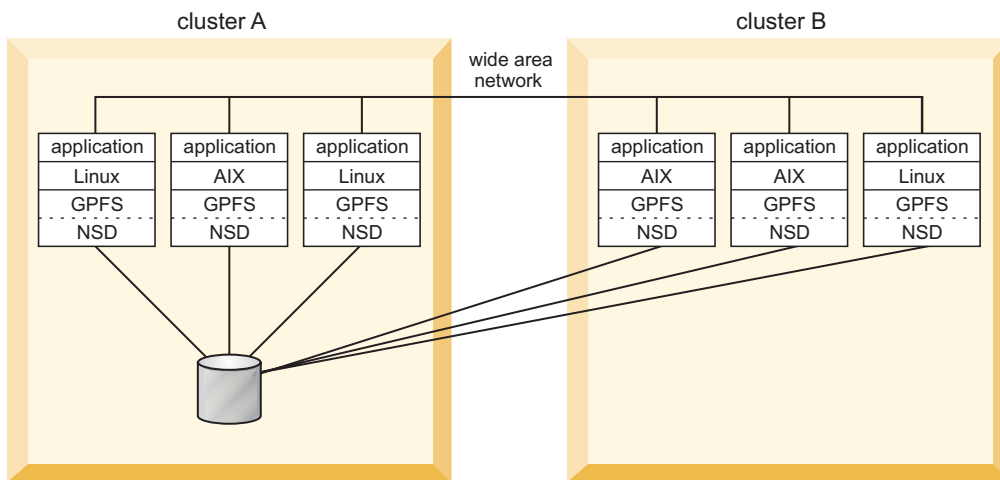 cluster A
cluster B
wide area
network
application
application
application
application
application
application
Linux
AIX
Linux
AIX
AIX
Linux
GPFS
GPFS
GPFS
GPFS
GPFS
GPFS
NSD
NSD
NSD
NSD
NSD
NSD